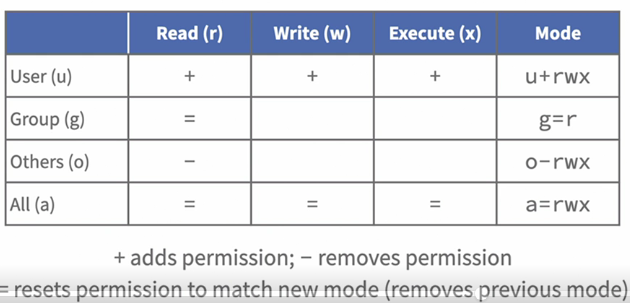 Read (r) Write (w) Execute (x) Mode
User (u) + + + u+rwx
Group (g) = g=r
Others (o) − o−rwx
All (a) = = = a=rwx
+ adds permission; − removes permission
= resets permission to match new mode (removes previous mode)